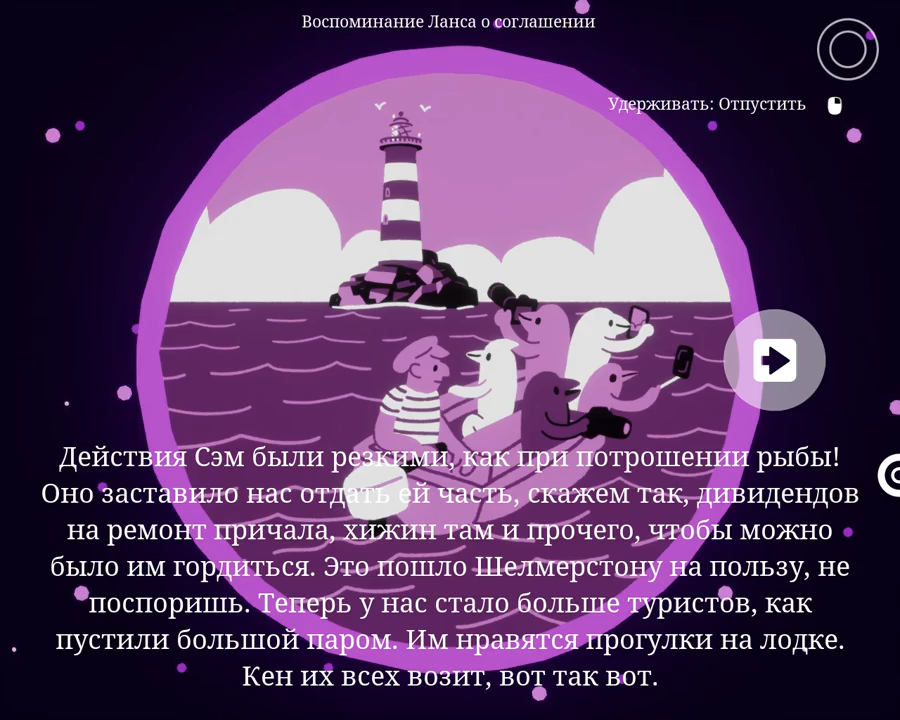 Воспоминание Ланса о соглашении
Удерживать: Отпустить
Действия Сэм были резкими, как при потрошении рыбы!
Оно заставило нас отдать ей часть, скажем так, дивидендов
на ремонт причала, хижин там и прочего, чтобы можно
было им гордиться. Это пошло Шелмерстону на пользу, не
поспоришь. Теперь у нас стало больше туристов, как
пустили большой паром. Им нравятся прогулки на лодке.
Кен их всех возит, вот так вот.